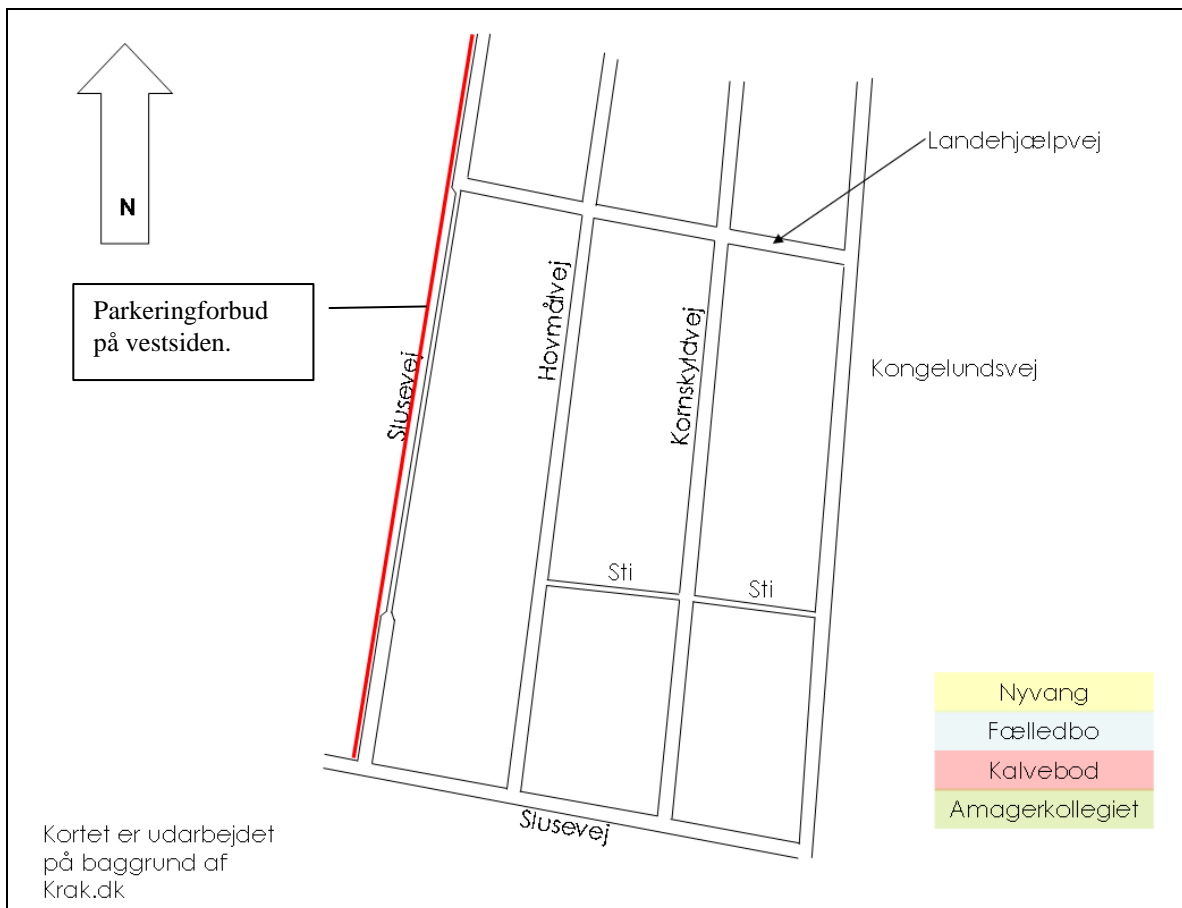 Landehjælpvej
N
Parkeringforbud
på vestsiden.
Slusevej
Hovmålvej
Kornskyldvej
Kongelundsvej
Sti
Sti
Nyvang
Fælledbo
Kalvebod
Amagerkollegiet
Slusevej
Kortet er udarbejdet
på baggrund af
Krak.dk